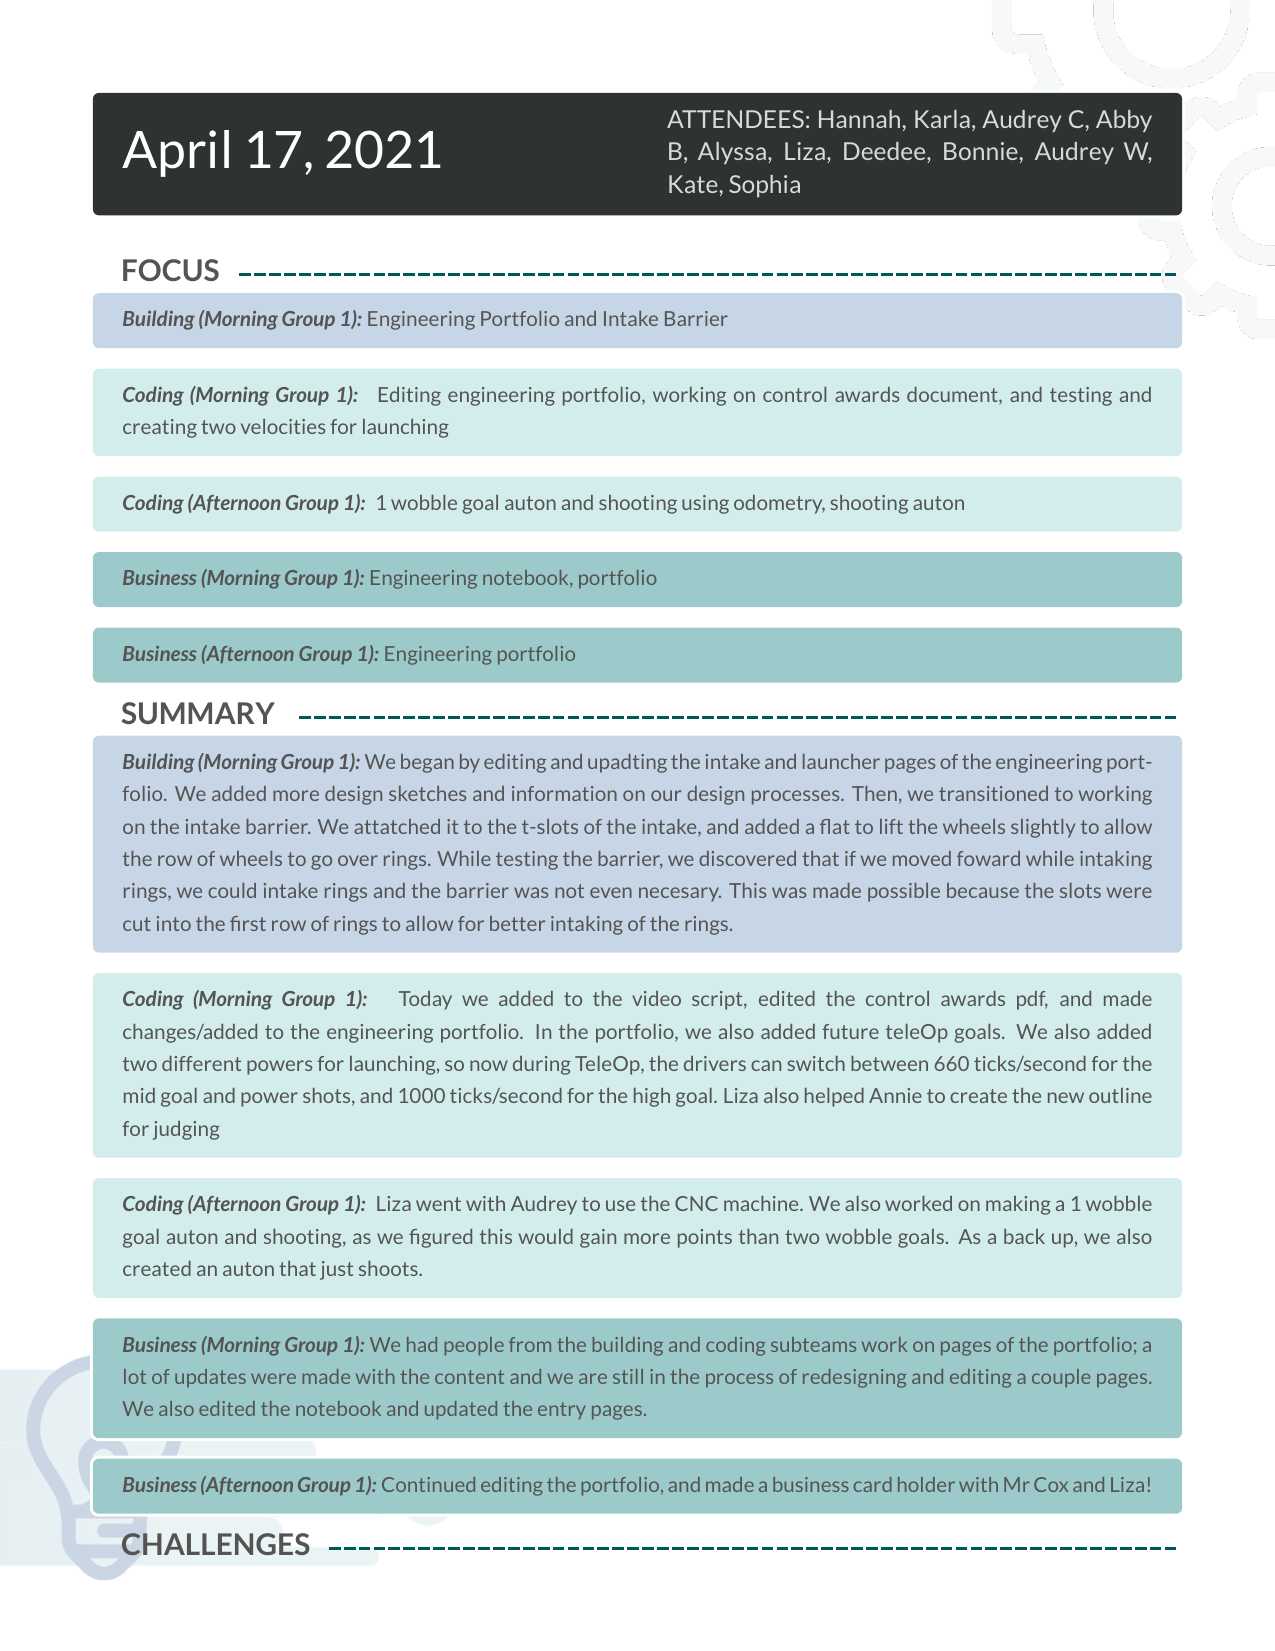 April 17, 2021
ATTENDEES: Hannah, Karla, Audrey C, Abby
B, Alyssa, Liza, Deedee, Bonnie, Audrey W,
Kate, Sophia
FOCUS
Building (Morning Group 1): Engineering Portfolio and Intake Barrier
Coding (Morning Group 1): Editing engineering portfolio, working on control awards document, and testing and
creating two velocities for launching
Coding (Afternoon Group 1): 1 wobble goal auton and shooting using odometry, shooting auton
Business (Morning Group 1): Engineering notebook, portfolio
Business (Afternoon Group 1): Engineering portfolio
SUMMARY
Building (Morning Group 1): We began by editing and upadting the intake and launcher pages of the engineering port-
folio. We added more design sketches and information on our design processes. Then, we transitioned to working
on the intake barrier. We attatched it to the t-slots of the intake, and added a flat to lift the wheels slightly to allow
the row of wheels to go over rings. While testing the barrier, we discovered that if we moved foward while intaking
rings, we could intake rings and the barrier was not even necesary. This was made possible because the slots were
cut into the first row of rings to allow for better intaking of the rings.
Coding (Morning Group 1): Today we added to the video script, edited the control awards pdf, and made
changes/added to the engineering portfolio. In the portfolio, we also added future teleOp goals. We also added
two different powers for launching, so now during TeleOp, the drivers can switch between 660 ticks/second for the
mid goal and power shots, and 1000 ticks/second for the high goal. Liza also helped Annie to create the new outline
for judging
Coding (Afternoon Group 1): Liza went with Audrey to use the CNC machine. We also worked on making a 1 wobble
goal auton and shooting, as we figured this would gain more points than two wobble goals. As a back up, we also
created an auton that just shoots.
Business (Morning Group 1): We had people from the building and coding subteams work on pages of the portfolio; a
lot of updates were made with the content and we are still in the process of redesigning and editing a couple pages.
We also edited the notebook and updated the entry pages.
Business (Afternoon Group 1): Continued editing the portfolio, and made a business card holder with Mr Cox and Liza!
CHALLENGES